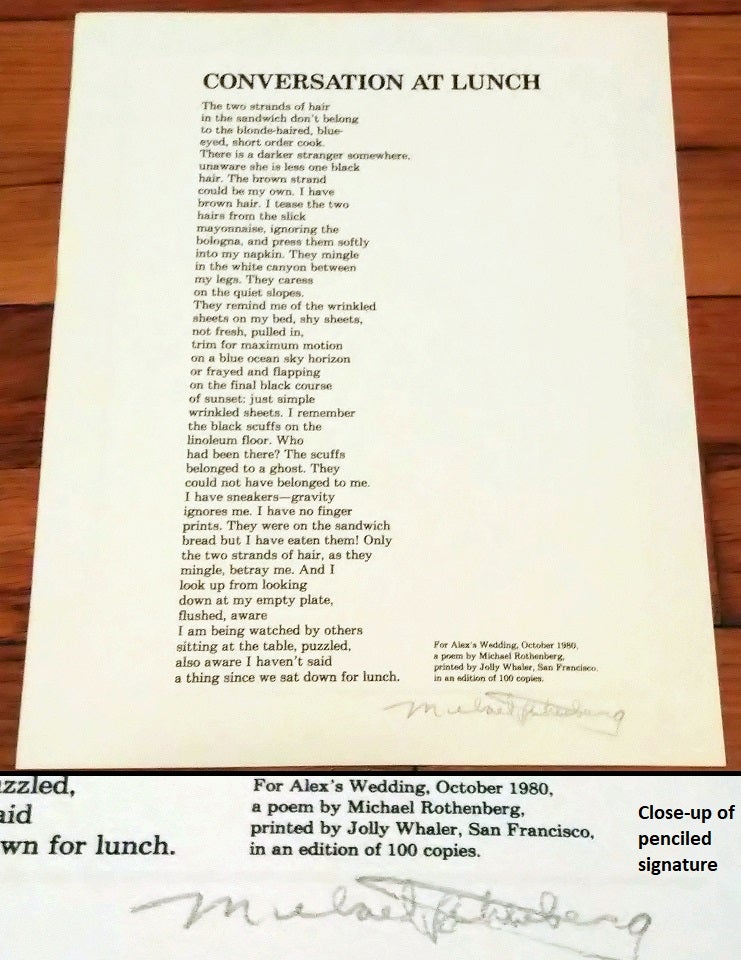 CONVERSATION AT LUNCH
The two strands of hair
in the sandwich don't belong
to the blonde-haired, blue-
eyed, short order cook.
There is a darker stranger somewhere,
unaware she is less one black
hair. The brown strand
could be my own. I have
brown hair. I tease the two
hairs from the slick
mayonnaise, ignoring the
bologna, and press them softly
into my napkin. They mingle
in the white canyon between
my legs. They caress
on the quiet slopes.
They remind me of the wrinkled
sheets on my bed, shy sheets,
not fresh, pulled in,
trim for maximum motion
on a blue ocean sky horizon
or frayed and flapping
on the final black course
of sunset: just simple
wrinkled sheets. I remember
the black scuffs on the
linoleum floor. Who
had been there? The scuffs
belonged to a ghost. They
could not have belonged to me.
I have sneakers—gravity
ignores me. I have no finger
prints. They were on the sandwich
bread but I have eaten them! Only
the two strands of hair, as they
mingle, betray me. And I
look up from looking
down at my empty plate,
flushed, aware
I am being watched by others
sitting at the table, puzzled,
also aware I haven't said
a thing since we sat down for lunch.
For Alex's Wedding, October 1980,
a poem by Michael Rothenberg,
printed by Jolly Whaler, San Francisco,
in an edition of 100 copies.
Michael Rothenberg
zzled,
aid
wn for lunch.
For Alex's Wedding, October 1980,
a poem by Michael Rothenberg,
printed by Jolly Whaler, San Francisco,
in an edition of 100 copies.
Michael Rothenberg
Close-up of
penciled
signature